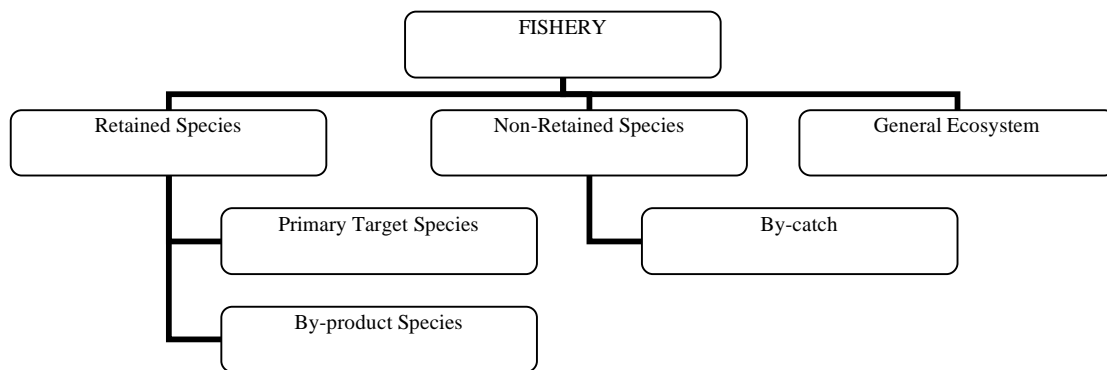 FISHERY
Retained Species
Non-Retained Species
General Ecosystem
Primary Target Species
By-catch
By-product Species